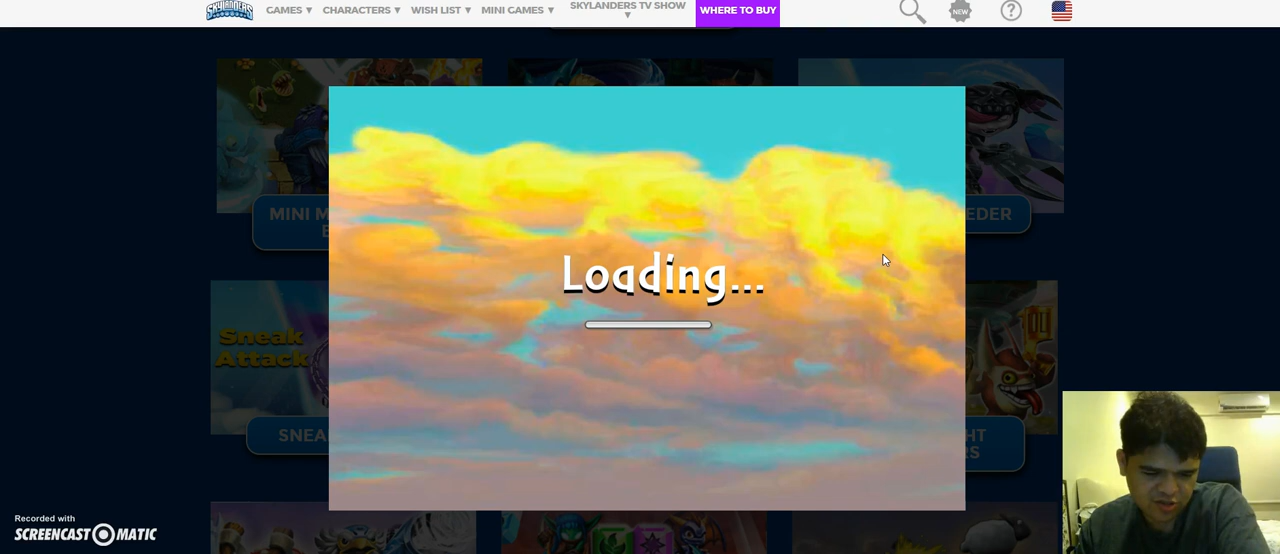 SKYLANDERS
GAMES ▼ CHARACTERS ▼ WISH LIST ▼ MINI GAMES ▼ SKYLANDERS TV SHOW ▼ WHERE TO BUY NEW ?
MINI M
EDER
Loading...
Sneak
Attack
SNEA
HT
RS
Recorded with
SCREENCAST MATIC